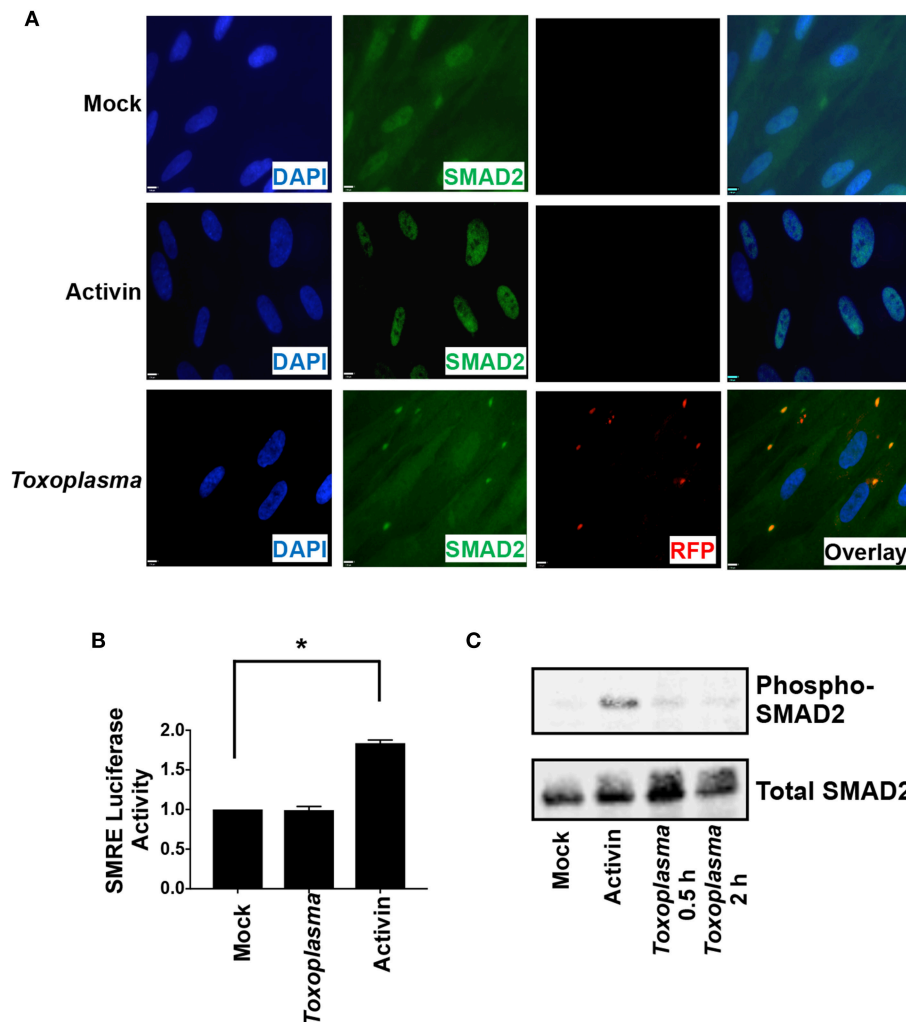 A
Mock
DAPI
SMAD2
Activin
DAPI
SMAD2
Toxoplasma
DAPI
SMAD2
RFP
Overlay
B
*
SMRE Luciferase
Activity
2.0
1.5
1.0
0.5
0.0
Mock
Toxoplasma
Activin
C
Phospho-
SMAD2
Total SMAD2
Mock
Activin
Toxoplasma
0.5 h
Toxoplasma
2 h